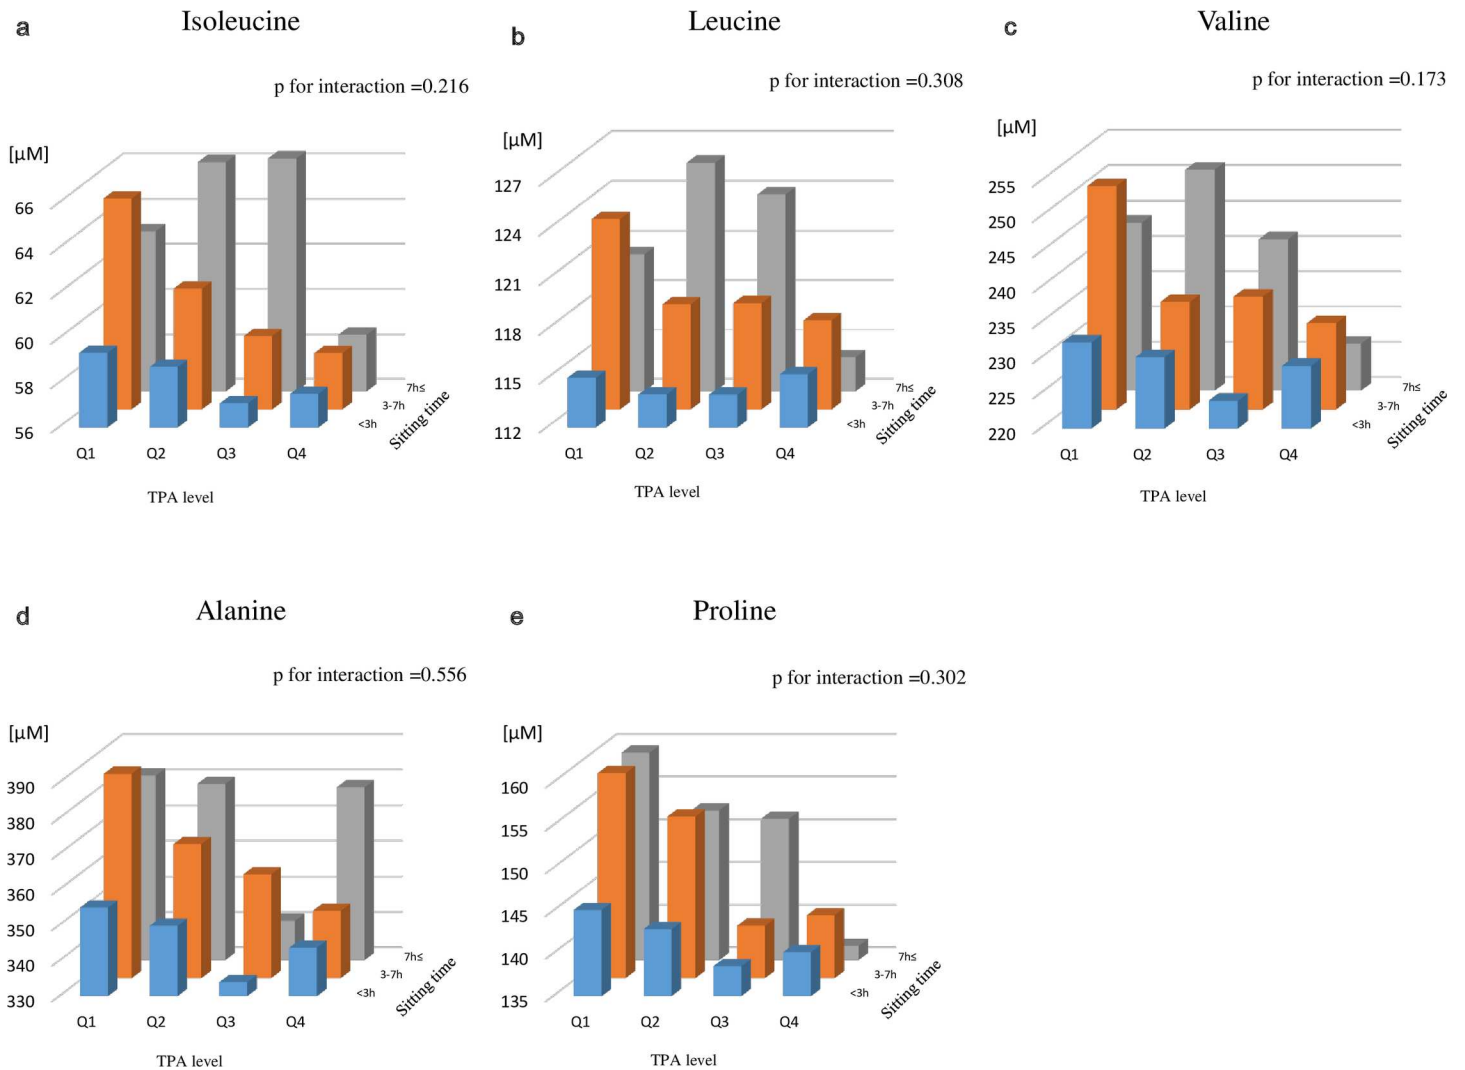 a
Isoleucine
p for interaction =0.216
[µM]
66
64
62
60
58
56
Q1
Q2
Q3
Q4
<3h
3-7h
7h≤
Sitting time
TPA level
b
Leucine
p for interaction =0.308
[µM]
127
124
121
118
115
112
Q1
Q2
Q3
Q4
<3h
3-7h
7h≤
Sitting time
TPA level
c
Valine
p for interaction =0.173
[µM]
255
250
245
240
235
230
225
220
Q1
Q2
Q3
Q4
<3h
3-7h
7h≤
Sitting time
TPA level
d
Alanine
p for interaction =0.556
[µM]
390
380
370
360
350
340
330
Q1
Q2
Q3
Q4
<3h
3-7h
7h≤
Sitting time
TPA level
e
Proline
p for interaction =0.302
[µM]
160
155
150
145
140
135
Q1
Q2
Q3
Q4
<3h
3-7h
7h≤
Sitting time
TPA level